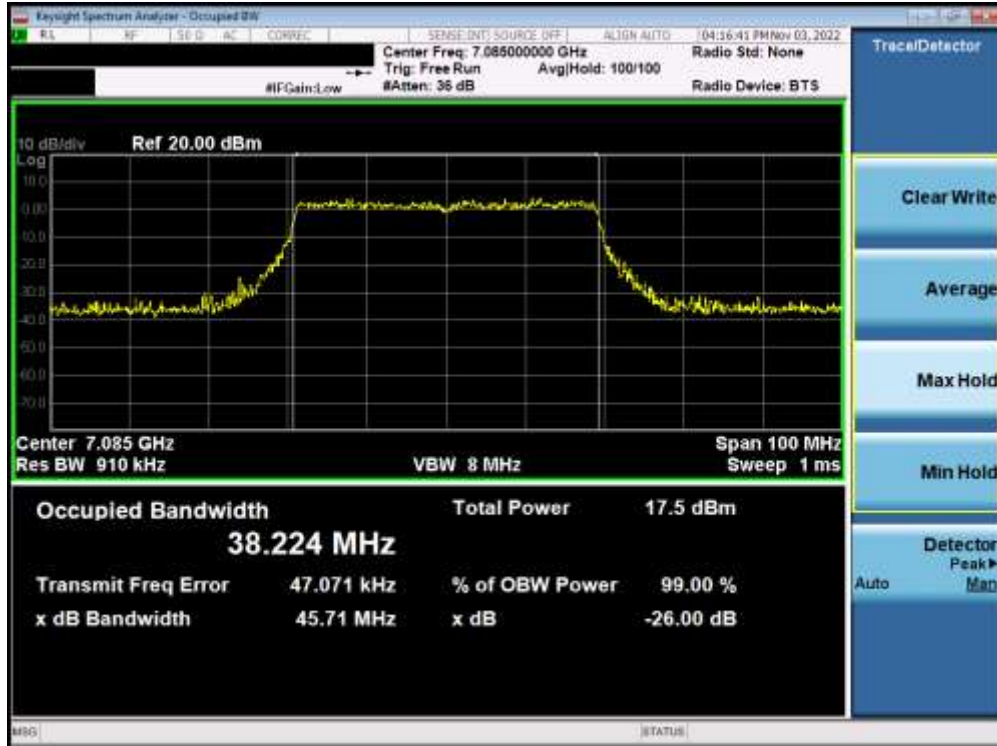 Keysight Spectrum Analyzer - Occupied BW
RL RF 50 Ω AC CORREC SENSE:INT SOURCE OFF ALIGN AUTO 04:16:41 PM Nov 03, 2022
Center Freq: 7.085000000 GHz Radio Std: None
Trig: Free Run Avg|Hold: 100/100
#IFGain:Low #Atten: 36 dB Radio Device: BTS
Trace/Detector
10 dB/div Ref 20.00 dBm
Log
10.0
0.00
-10.0
-20.0
-30.0
-40.0
-50.0
-60.0
-70.0
Center 7.085 GHz Span 100 MHz
Res BW 910 kHz VBW 8 MHz Sweep 1 ms
Occupied Bandwidth Total Power 17.5 dBm
38.224 MHz
Transmit Freq Error 47.071 kHz % of OBW Power 99.00 %
x dB Bandwidth 45.71 MHz x dB -26.00 dB
Clear Write
Average
Max Hold
Min Hold
Detector
Peak▶
Auto Man
MSG STATUS